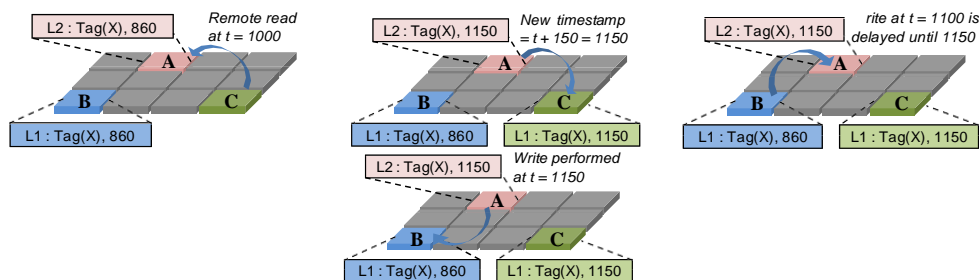 L2 : Tag(X), 860
Remote read
at t = 1000
A
B
C
L1 : Tag(X), 860
L2 : Tag(X), 1150
New timestamp
= t + 150 = 1150
A
B
C
L1 : Tag(X), 860
L1 : Tag(X), 1150
L2 : Tag(X), 1150
rite at t = 1100 is
delayed until 1150
A
B
C
L1 : Tag(X), 860
L1 : Tag(X), 1150
L2 : Tag(X), 1150
Write performed
at t = 1150
A
B
C
L1 : Tag(X), 860
L1 : Tag(X), 1150